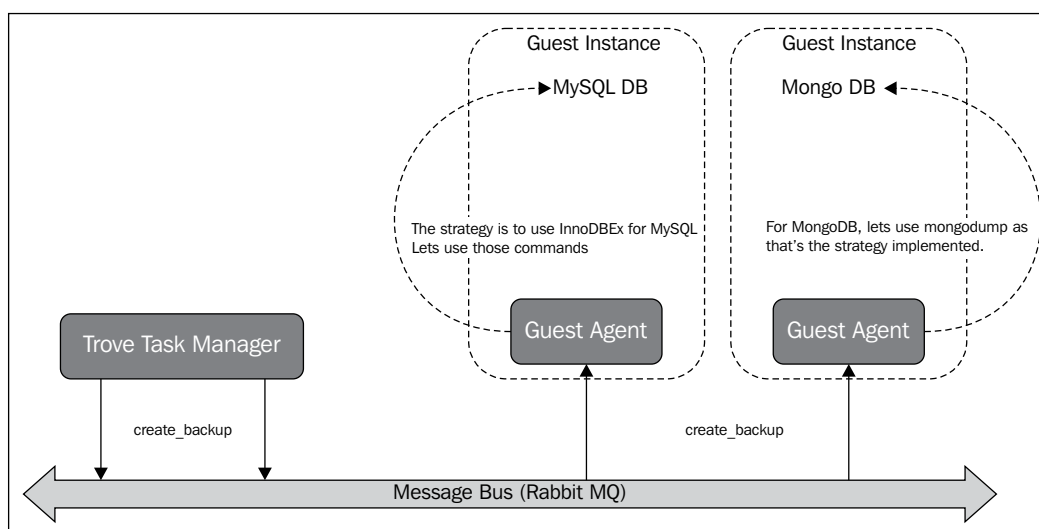 Guest Instance
MySQL DB
The strategy is to use InnoDBEx for MySQL
Lets use those commands
Guest Agent
Guest Instance
Mongo DB
For MongoDB, lets use mongodump as
that's the strategy implemented.
Guest Agent
Trove Task Manager
create_backup
create_backup
Message Bus (Rabbit MQ)